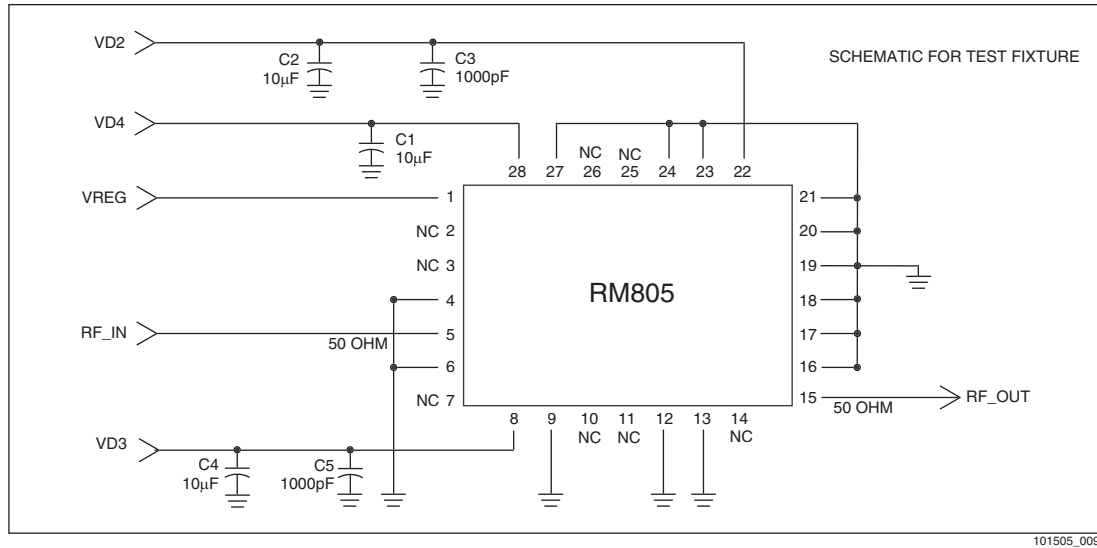 VD2
C2
10µF
C3
1000pF
SCHEMATIC FOR TEST FIXTURE
VD4
C1
10µF
NC
NC
28
27
26
25
24
23
22
VREG
1
21
NC 2
20
NC 3
19
RM805
4
18
RF_IN
5
17
50 OHM
6
16
NC 7
15
50 OHM
RF_OUT
8
9
10
11
12
13
14
NC
NC
NC
VD3
C4
10µF
C5
1000pF
101505_009